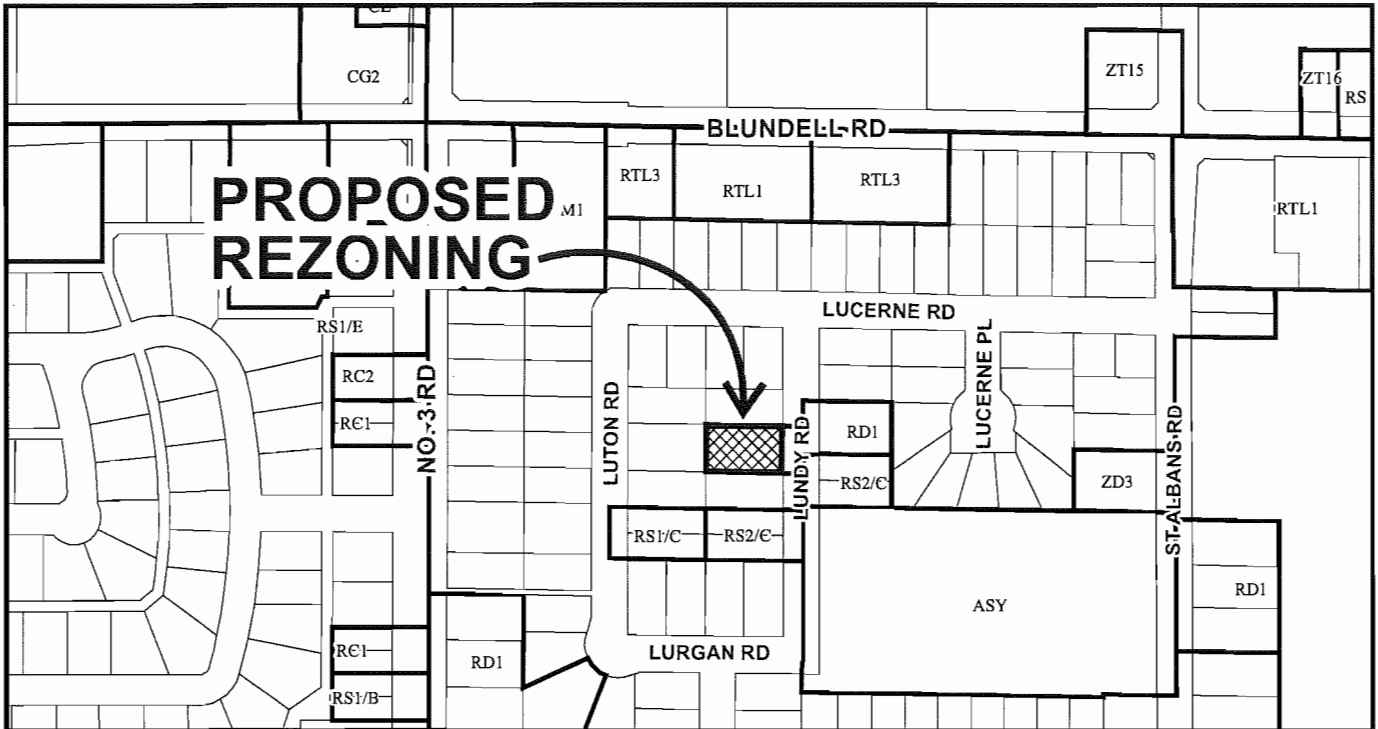 CG2
ZT15
ZT16
RS
BLUNDELL RD
RTL3
RTL1
RTL3
RTL1
PROPOSED
REZONING
M1
LUCERNE RD
RS1/E
RC2
RC1
NO. 3 RD
LUTON RD
LUNDY RD
LUCERNE PL
ST ALBANS RD
RD1
RS2/C
ZD3
RS1/C
RS2/C
ASY
RD1
RC1
RS1/B
RD1
LURGAN RD